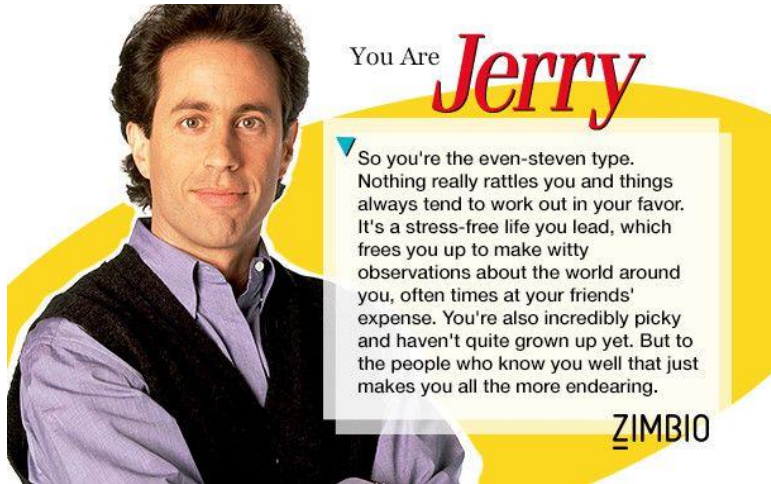 You Are Jerry
So you're the even-steven type.
Nothing really rattles you and things
always tend to work out in your favor.
It's a stress-free life you lead, which
frees you up to make witty
observations about the world around
you, often times at your friends'
expense. You're also incredibly picky
and haven't quite grown up yet. But to
the people who know you well that just
makes you all the more endearing.
ZIMBIO